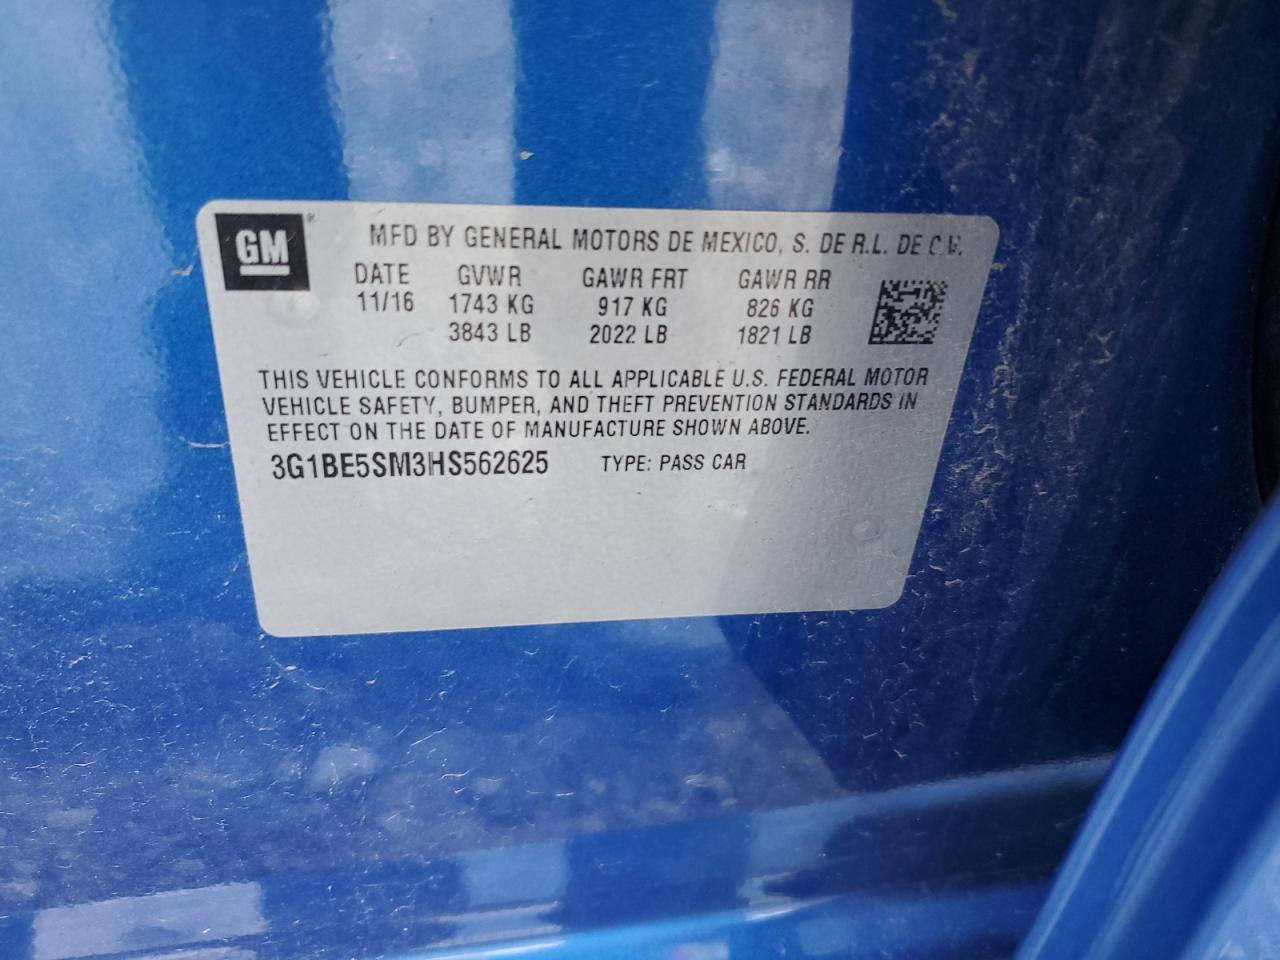 GM ®
MFD BY GENERAL MOTORS DE MEXICO, S. DE R.L. DE C.V.
DATE GVWR GAWR FRT GAWR RR
11/16 1743 KG 917 KG 826 KG
3843 LB 2022 LB 1821 LB
THIS VEHICLE CONFORMS TO ALL APPLICABLE U.S. FEDERAL MOTOR
VEHICLE SAFETY, BUMPER, AND THEFT PREVENTION STANDARDS IN
EFFECT ON THE DATE OF MANUFACTURE SHOWN ABOVE.
3G1BE5SM3HS562625 TYPE: PASS CAR